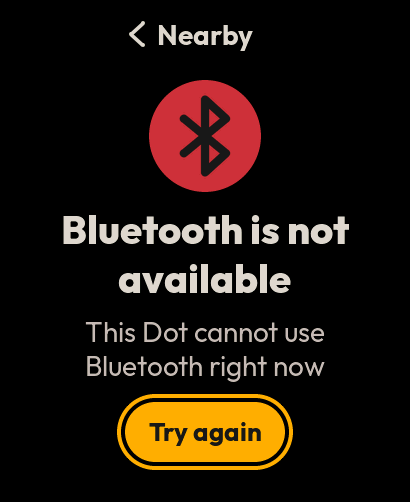 Nearby
Bluetooth is not
available
This Dot cannot use
Bluetooth right now
Try again